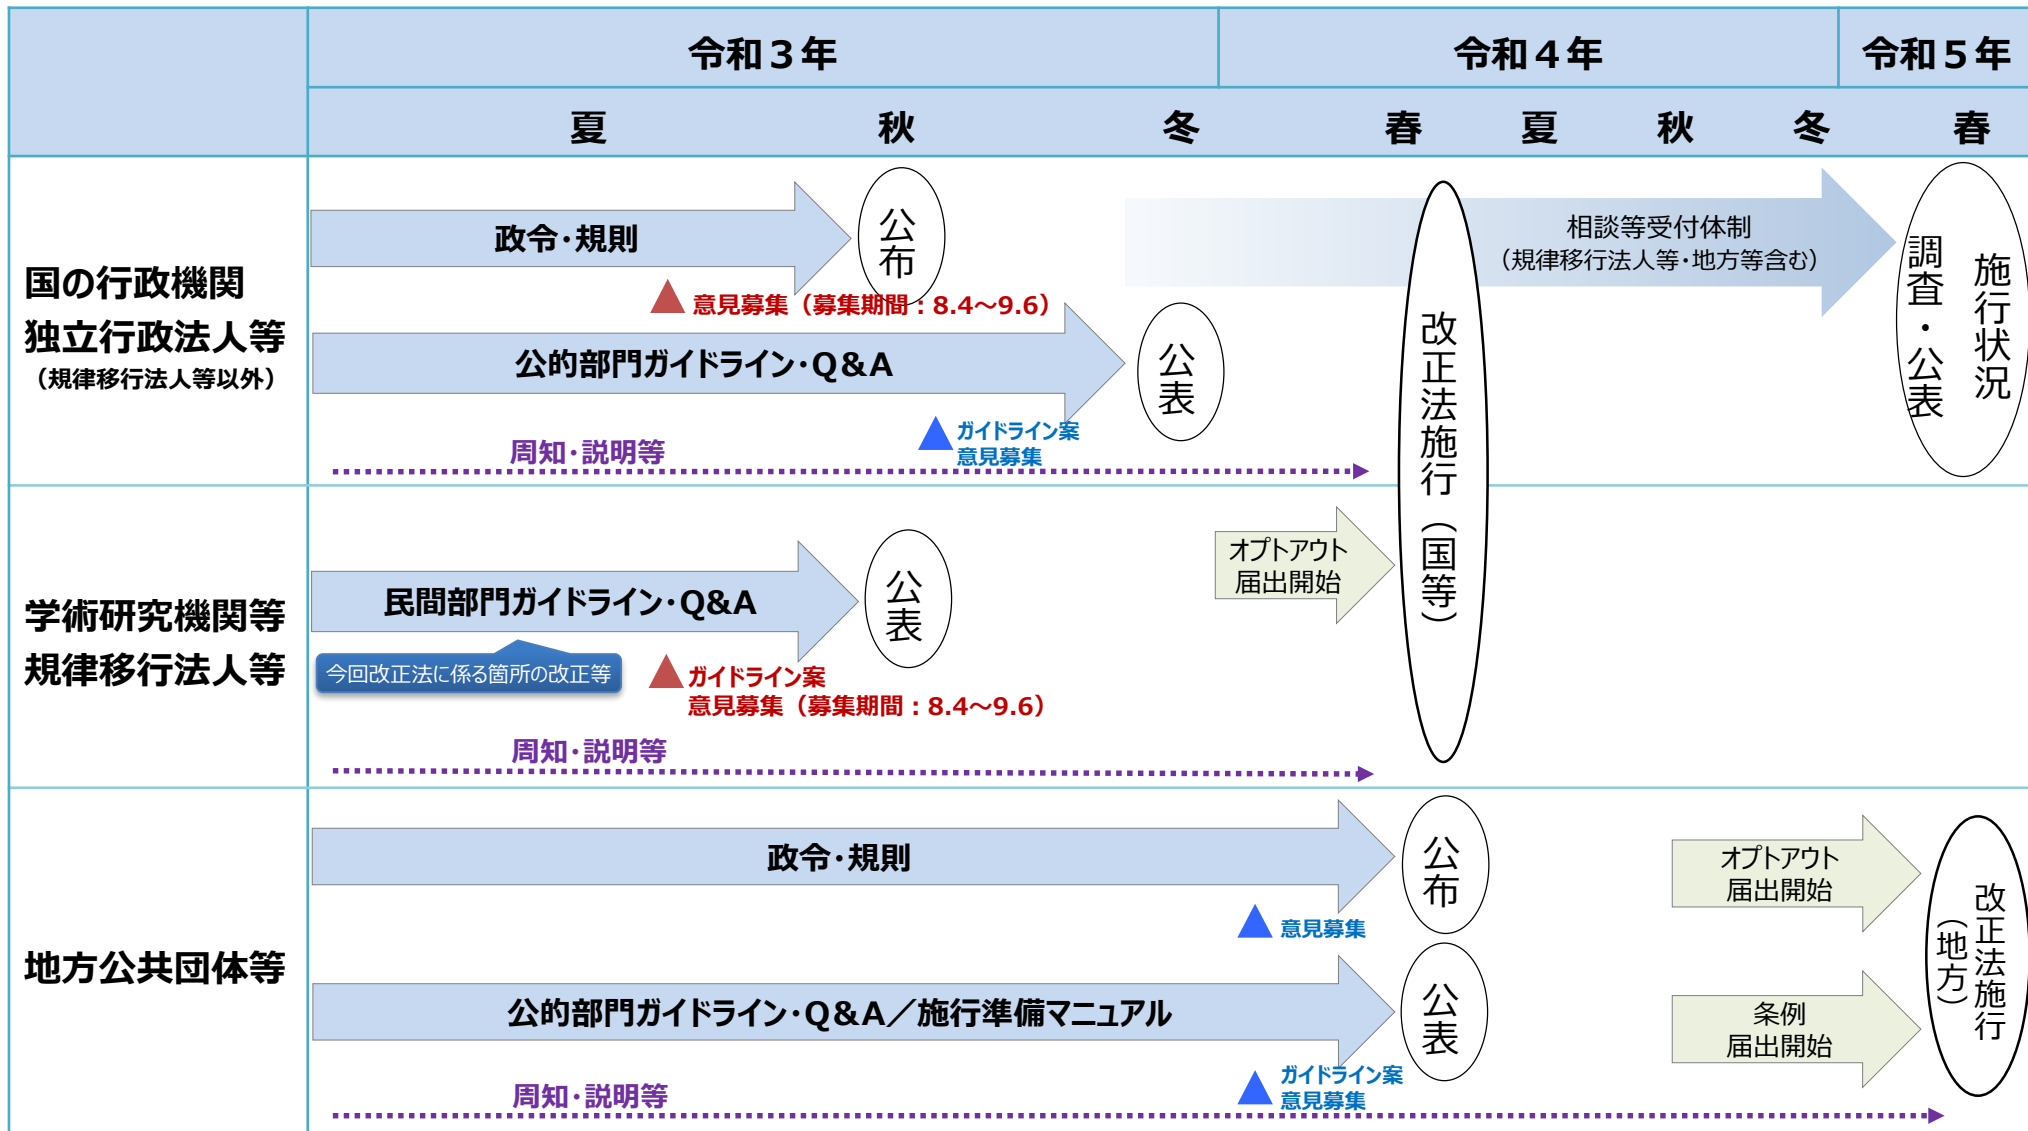 令和３年
令和４年
令和５年
夏
秋
冬
春
夏
秋
冬
春
国の行政機関
独立行政法人等
（規律移行法人等以外）
政令・規則
公布
意見募集（募集期間：8.4～9.6）
公的部門ガイドライン・Q&A
公表
ガイドライン案
意見募集
周知・説明等
相談等受付体制
（規律移行法人等・地方等含む）
改正法施行（国等）
施行状況
調査・公表
学術研究機関等
規律移行法人等
民間部門ガイドライン・Q&A
公表
今回改正法に係る箇所の改正等
ガイドライン案
意見募集（募集期間：8.4～9.6）
周知・説明等
オプトアウト
届出開始
地方公共団体等
政令・規則
公布
意見募集
公的部門ガイドライン・Q&A／施行準備マニュアル
公表
ガイドライン案
意見募集
周知・説明等
オプトアウト
届出開始
条例
届出開始
改正法施行
（地方）